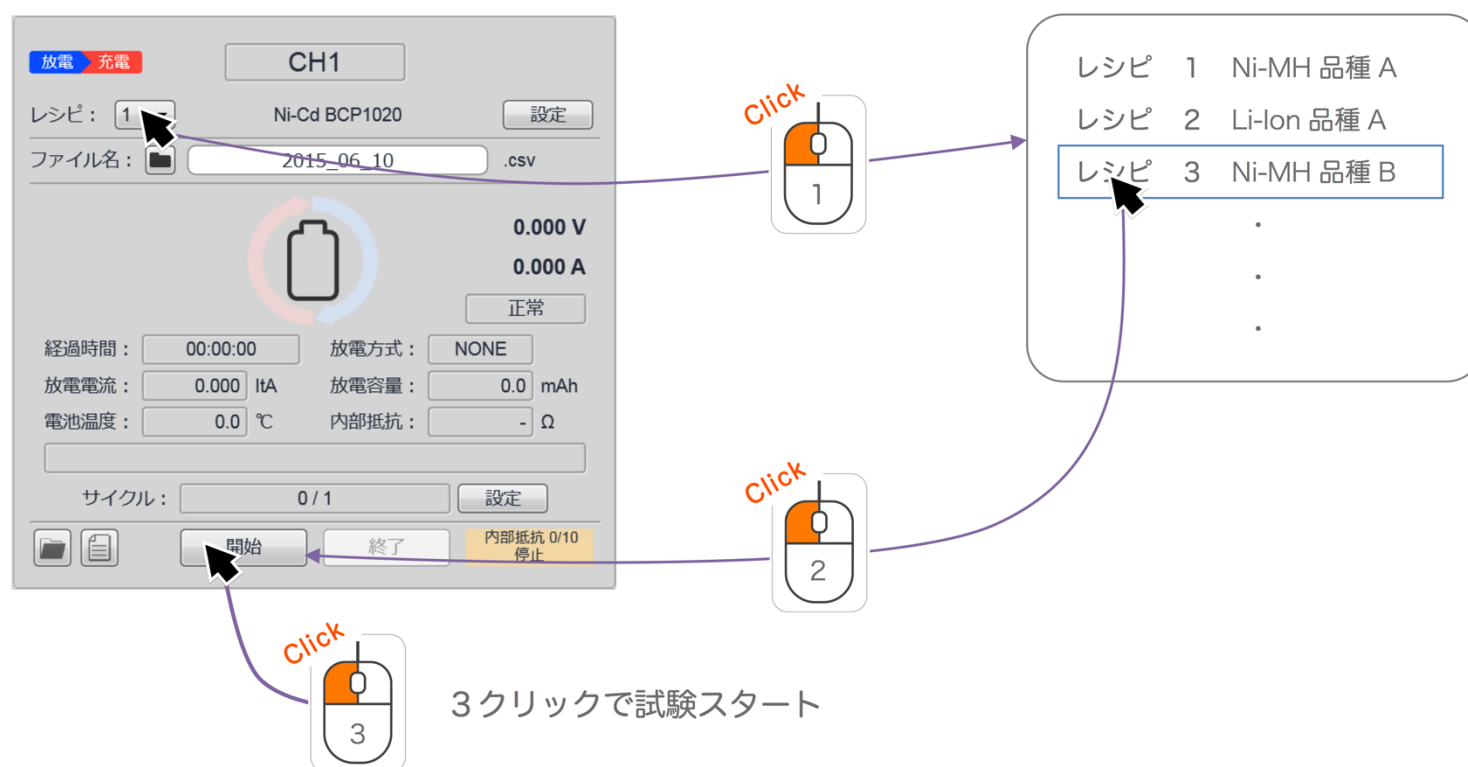 放電 充電
CH1
レシピ： 1
Ni-Cd BCP1020
設定
ファイル名：
2015_06_10
.csv
0.000 V
0.000 A
正常
経過時間： 00:00:00
放電方式： NONE
放電電流： 0.000 ItA
放電容量： 0.0 mAh
電池温度： 0.0 ℃
内部抵抗： - Ω
サイクル： 0 / 1
設定
開始
終了
内部抵抗 0/10
停止
Click
1
レシピ 1 Ni-MH 品種 A
レシピ 2 Li-Ion 品種 A
レシピ 3 Ni-MH 品種 B
・
・
・
Click
2
Click
3
３クリックで試験スタート